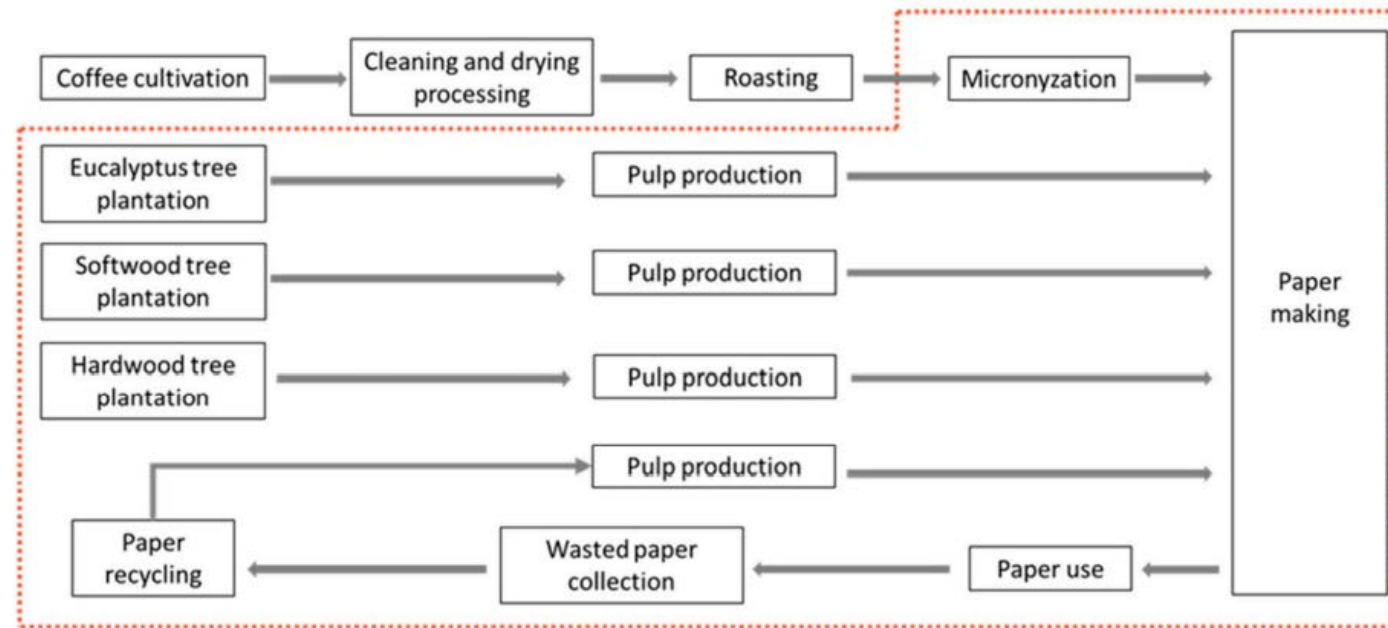 Coffee cultivation
Cleaning and drying
processing
Roasting
Micronyzation
Eucalyptus tree
plantation
Pulp production
Softwood tree
plantation
Pulp production
Paper
making
Hardwood tree
plantation
Pulp production
Pulp production
Paper
recycling
Wasted paper
collection
Paper use